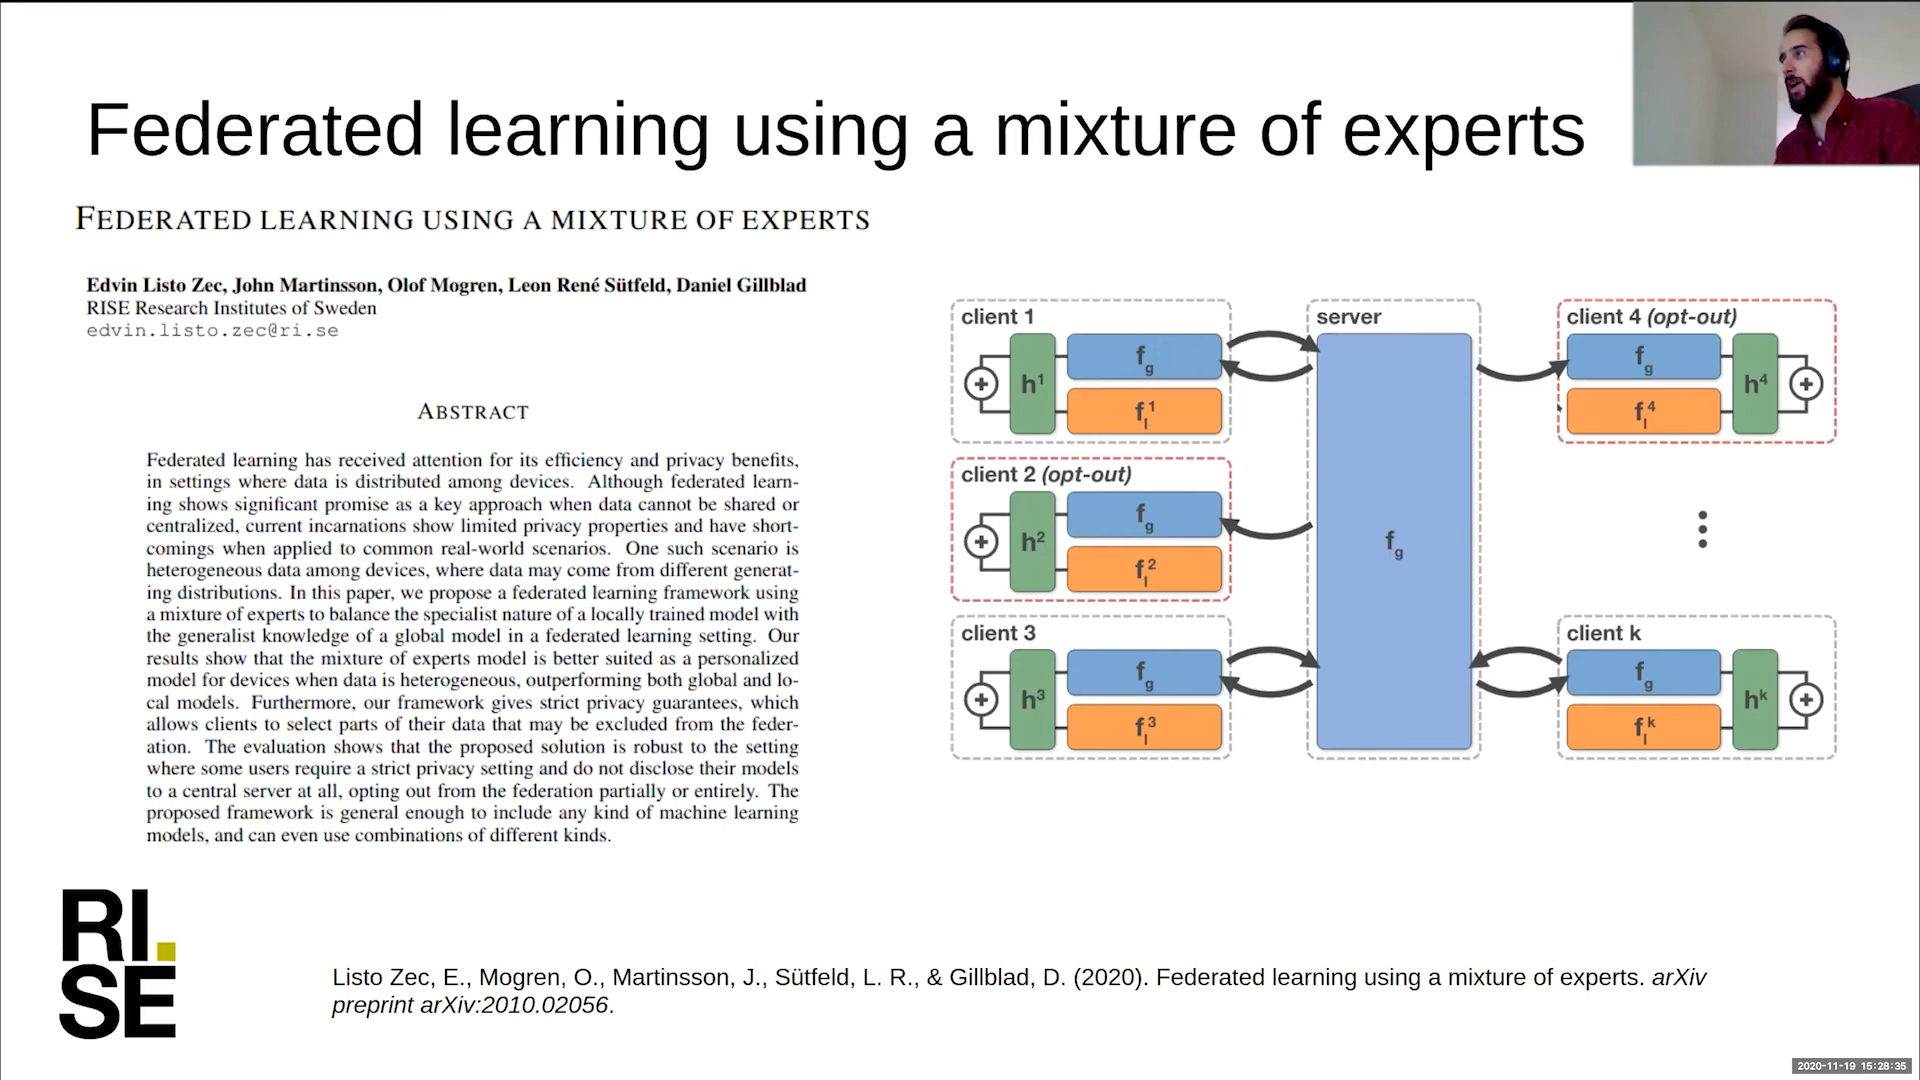 Federated learning using a mixture of experts
FEDERATED LEARNING USING A MIXTURE OF EXPERTS
Edvin Listo Zec, John Martinsson, Olof Mogren, Leon René Sütfeld, Daniel Gillblad
RISE Research Institutes of Sweden
edvin.listo.zec@ri.se
ABSTRACT
Federated learning has received attention for its efficiency and privacy benefits,
in settings where data is distributed among devices. Although federated learn-
ing shows significant promise as a key approach when data cannot be shared or
centralized, current incarnations show limited privacy properties and have short-
comings when applied to common real-world scenarios. One such scenario is
heterogeneous data among devices, where data may come from different generat-
ing distributions. In this paper, we propose a federated learning framework using
a mixture of experts to balance the specialist nature of a locally trained model with
the generalist knowledge of a global model in a federated learning setting. Our
results show that the mixture of experts model is better suited as a personalized
model for devices when data is heterogeneous, outperforming both global and lo-
cal models. Furthermore, our framework gives strict privacy guarantees, which
allows clients to select parts of their data that may be excluded from the feder-
ation. The evaluation shows that the proposed solution is robust to the setting
where some users require a strict privacy setting and do not disclose their models
to a central server at all, opting out from the federation partially or entirely. The
proposed framework is general enough to include any kind of machine learning
models, and can even use combinations of different kinds.
client 1
h¹
f_g
f_l¹
client 2 (opt-out)
h²
f_g
f_l²
client 3
h³
f_g
f_l³
server
f_g
client 4 (opt-out)
f_g
f_l⁴
h⁴
client k
f_g
f_l^k
h^k
RI.
SE
Listo Zec, E., Mogren, O., Martinsson, J., Sütfeld, L. R., & Gillblad, D. (2020). Federated learning using a mixture of experts. arXiv
preprint arXiv:2010.02056.
2020-11-19 15:28:35